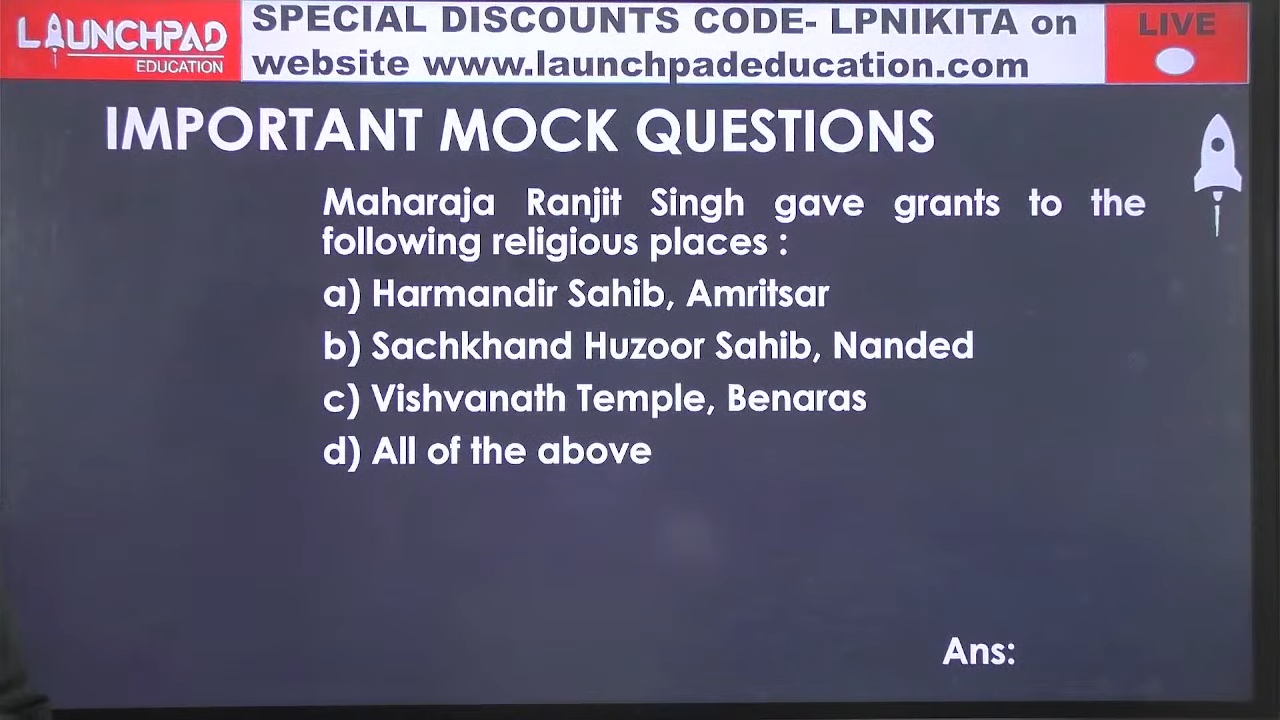 LAUNCHPAD
EDUCATION
SPECIAL DISCOUNTS CODE- LPNIKITA on
website www.launchpadeducation.com
LIVE
IMPORTANT MOCK QUESTIONS
Maharaja Ranjit Singh gave grants to the
following religious places :
a) Harmandir Sahib, Amritsar
b) Sachkhand Huzoor Sahib, Nanded
c) Vishvanath Temple, Benaras
d) All of the above
Ans: